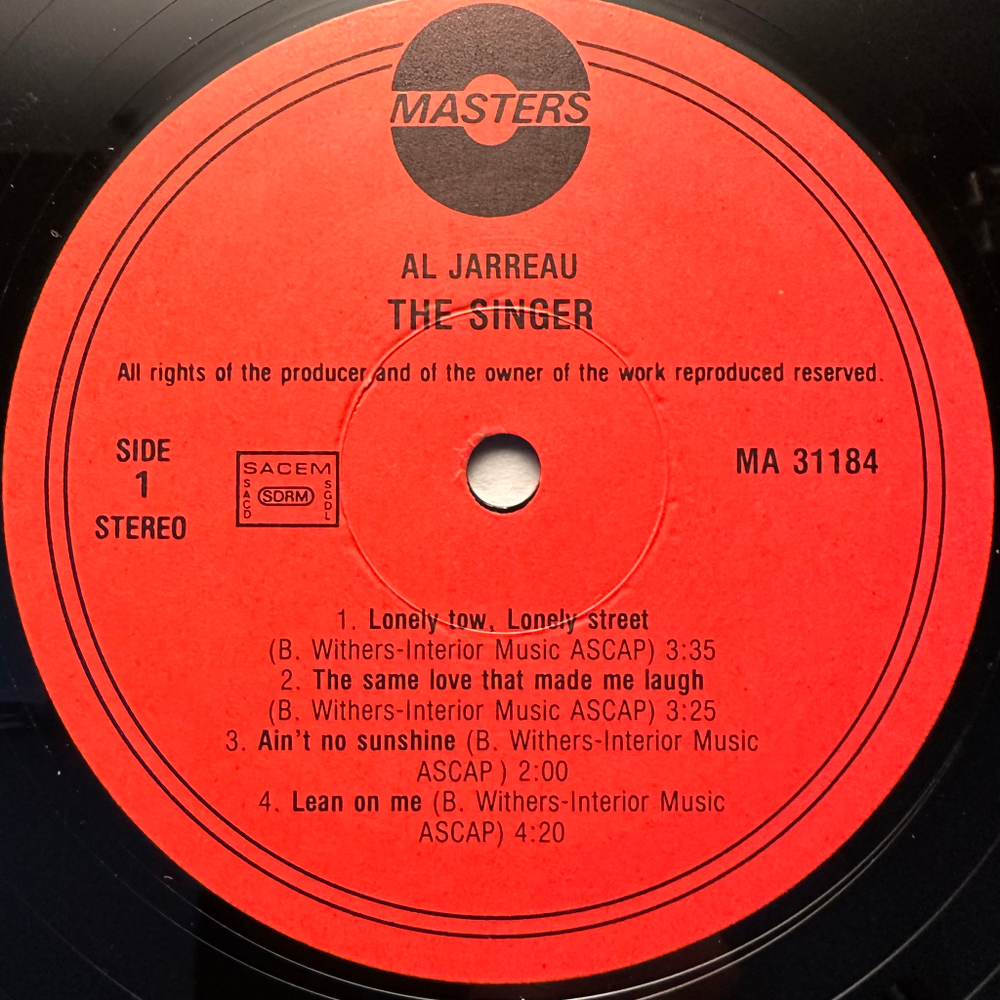 MASTERS
AL JARREAU
THE SINGER
All rights of the producer and of the owner of the work reproduced reserved.
SIDE
1
STEREO
SACEM
SACD
SDRM
SGDL
MA 31184
1. Lonely tow, Lonely street
(B. Withers-Interior Music ASCAP) 3:35
2. The same love that made me laugh
(B. Withers-Interior Music ASCAP) 3:25
3. Ain't no sunshine (B. Withers-Interior Music
ASCAP ) 2:00
4. Lean on me (B. Withers-Interior Music
ASCAP) 4:20